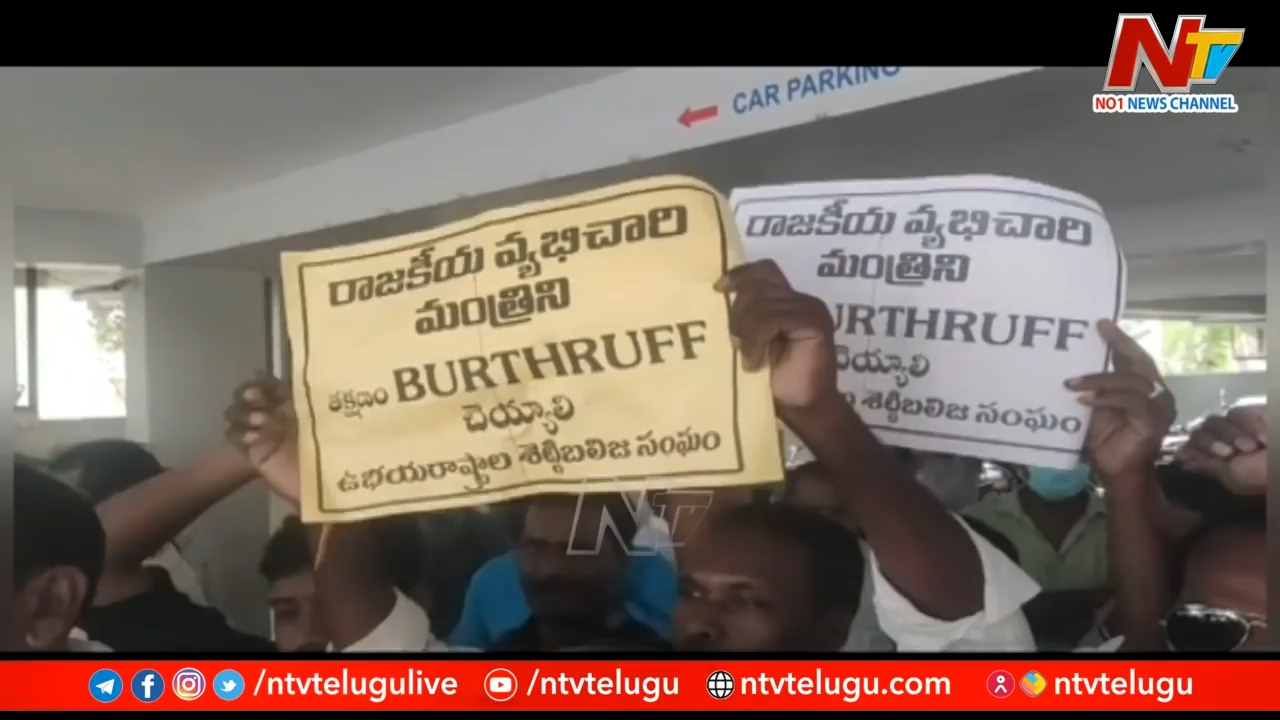 NTV
NO1 NEWS CHANNEL
CAR PARKING
రాజకీయ వ్యభిచారి
మంత్రిని
తక్షణం BURTHRUFF
చెయ్యాలి
ఉభయరాష్ట్రాల శెట్టిబలిజ సంఘం
రాజకీయ వ్యభిచారి
మంత్రిని
URTHRUFF
చెయ్యాలి
శెట్టిబలిజ సంఘం
NTV
/ntvtelugulive
/ntvtelugu
ntvtelugu.com
ntvtelugu